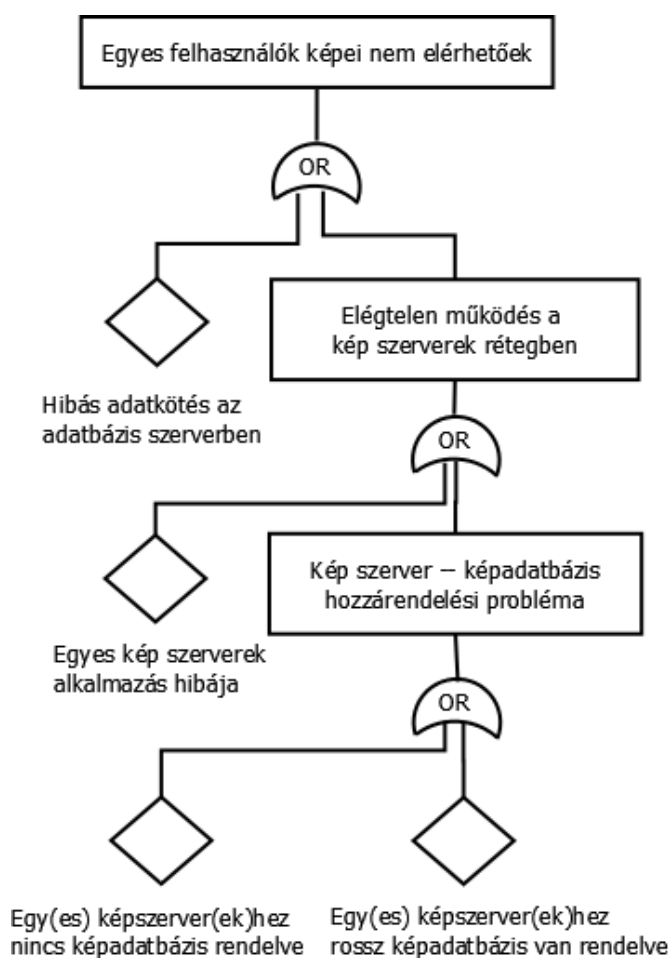 Egyes felhasználók képei nem elérhetőek
OR
Elégtelen működés a
kép szerverek rétegben
Hibás adatkötés az
adatbázis szerverben
OR
Kép szerver – képadatbázis
hozzárendelési probléma
Egyes kép szerverek
alkalmazás hibája
OR
Egy(es) képszerver(ek)hez
nincs képadatbázis rendelve
Egy(es) képszerver(ek)hez
rossz képadatbázis van rendelve